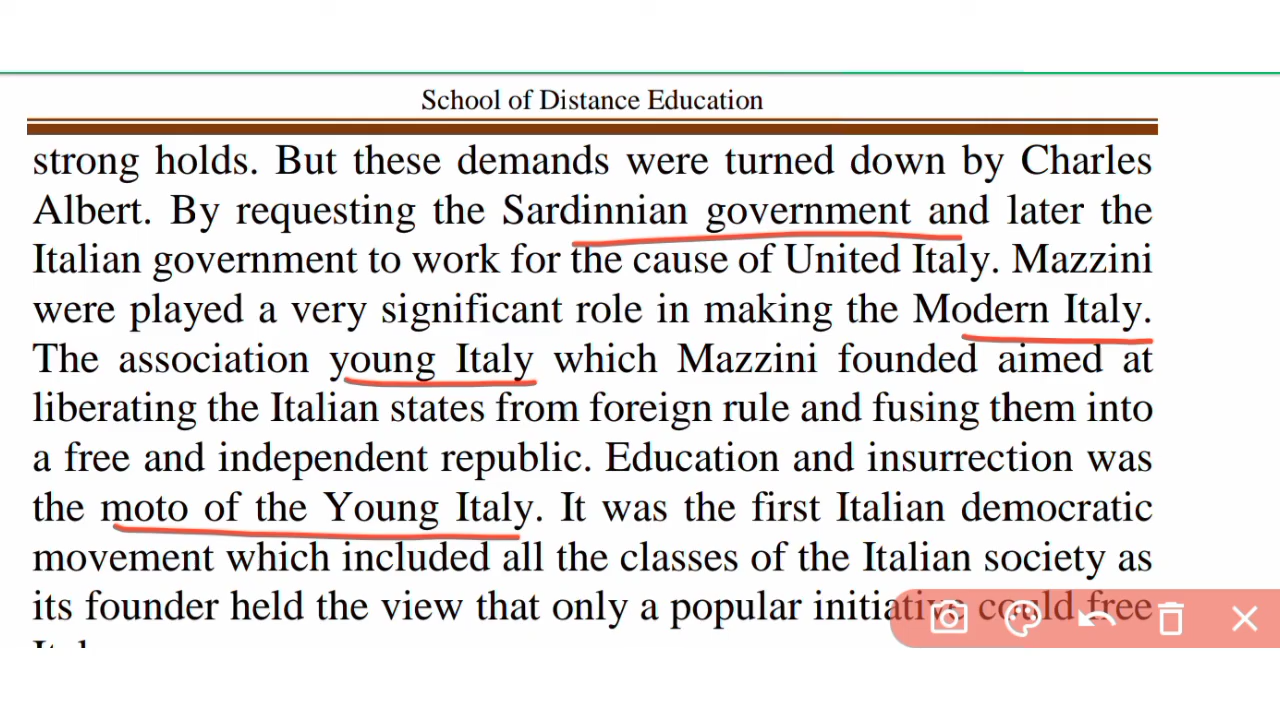 School of Distance Education
strong holds. But these demands were turned down by Charles
Albert. By requesting the Sardinnian government and later the
Italian government to work for the cause of United Italy. Mazzini
were played a very significant role in making the Modern Italy.
The association young Italy which Mazzini founded aimed at
liberating the Italian states from foreign rule and fusing them into
a free and independent republic. Education and insurrection was
the moto of the Young Italy. It was the first Italian democratic
movement which included all the classes of the Italian society as
its founder held the view that only a popular initiative could free